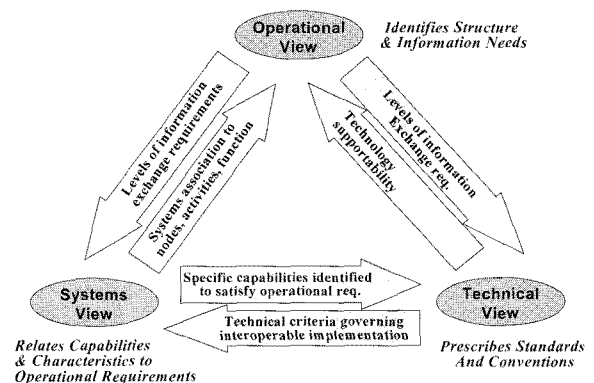 Operational
View
Identifies Structure
& Information Needs
Levels of information
exchange requirements
Systems association to
nodes, activities, function
Technology
supportability
Levels of information
Exchange req.
Specific capabilities identified
to satisfy operational req.
Technical criteria governing
interoperable implementation
Systems
View
Relates Capabilities
& Characteristics to
Operational Requirements
Technical
View
Prescribes Standards
And Conventions